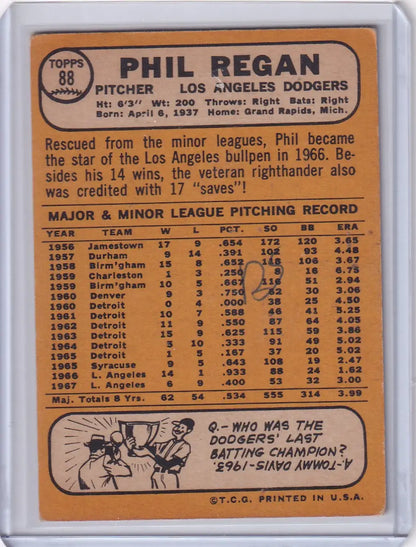 TOPPS
88
PHIL REGAN
PITCHER LOS ANGELES DODGERS
Ht: 6'3" Wt: 200 Throws: Right Bats: Right
Born: April 6, 1937 Home: Grand Rapids, Mich.
Rescued from the minor leagues, Phil became
the star of the Los Angeles bullpen in 1966. Be-
sides his 14 wins, the veteran righthander also
was credited with 17 "saves"!
MAJOR & MINOR LEAGUE PITCHING RECORD
YEAR TEAM W L PCT. SO BB ERA
1956 Jamestown 17 9 .654 172 120 3.65
1957 Durham 9 14 .391 102 93 4.48
1958 Birm'gham 15 8 .652 118 106 3.67
1959 Charleston 1 3 .250 8 16 6.75
1959 Birm'gham 10 5 .667 116 51 2.94
1960 Denver 9 3 .750 62 30 3.06
1960 Detroit 0 4 .000 38 25 4.50
1961 Detroit 10 7 .588 46 41 5.25
1962 Detroit 11 9 .550 87 64 4.03
1963 Detroit 15 9 .625 115 59 3.86
1964 Detroit 5 10 .333 91 49 5.02
1965 Detroit 1 5 .167 37 20 5.02
1965 Syracuse 9 5 .643 108 19 2.47
1966 L. Angeles 14 1 .933 88 24 1.62
1967 L. Angeles 6 9 .400 53 32 3.00
Maj. Totals 8 Yrs. 62 54 .534 555 314 3.99
Q.- WHO WAS THE
DODGERS' LAST
BATTING CHAMPION?
A-TOMMY DAVIS-1963.
©T.C.G. PRINTED IN U.S.A.